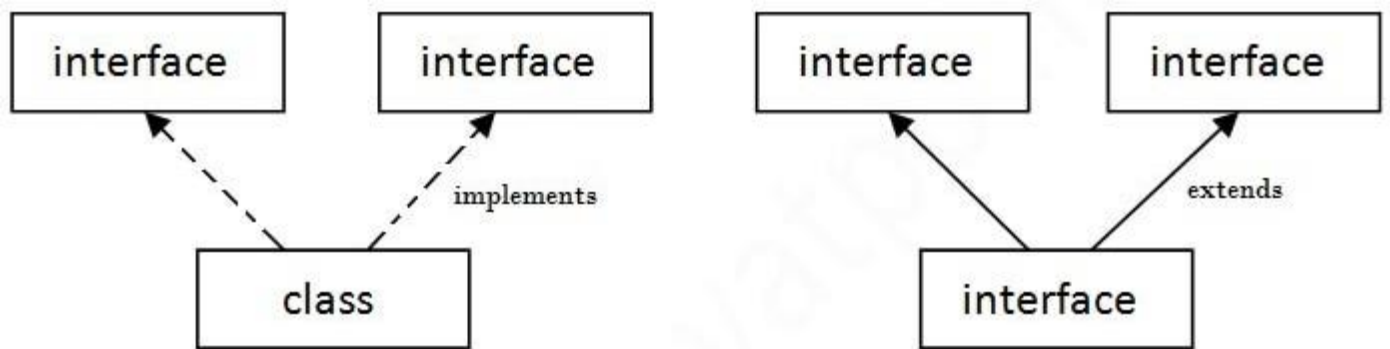 interface
interface
interface
interface
implements
extends
class
interface